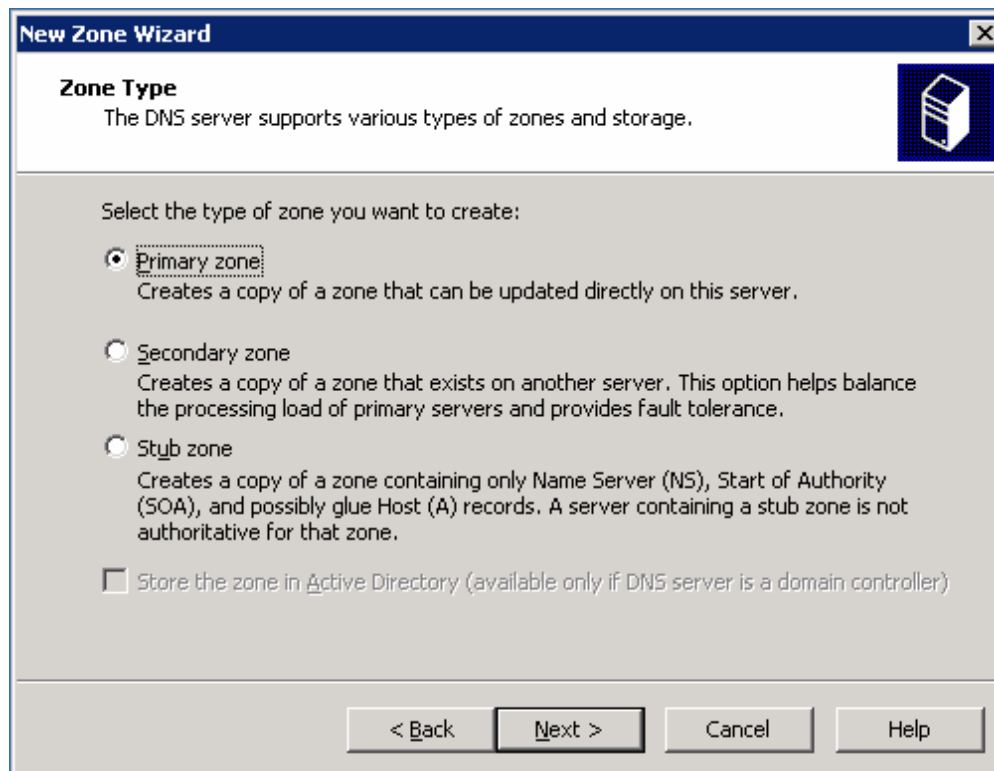 New Zone Wizard
Zone Type
The DNS server supports various types of zones and storage.
Select the type of zone you want to create:
Primary zone
Creates a copy of a zone that can be updated directly on this server.
Secondary zone
Creates a copy of a zone that exists on another server. This option helps balance
the processing load of primary servers and provides fault tolerance.
Stub zone
Creates a copy of a zone containing only Name Server (NS), Start of Authority
(SOA), and possibly glue Host (A) records. A server containing a stub zone is not
authoritative for that zone.
Store the zone in Active Directory (available only if DNS server is a domain controller)
< Back Next > Cancel Help